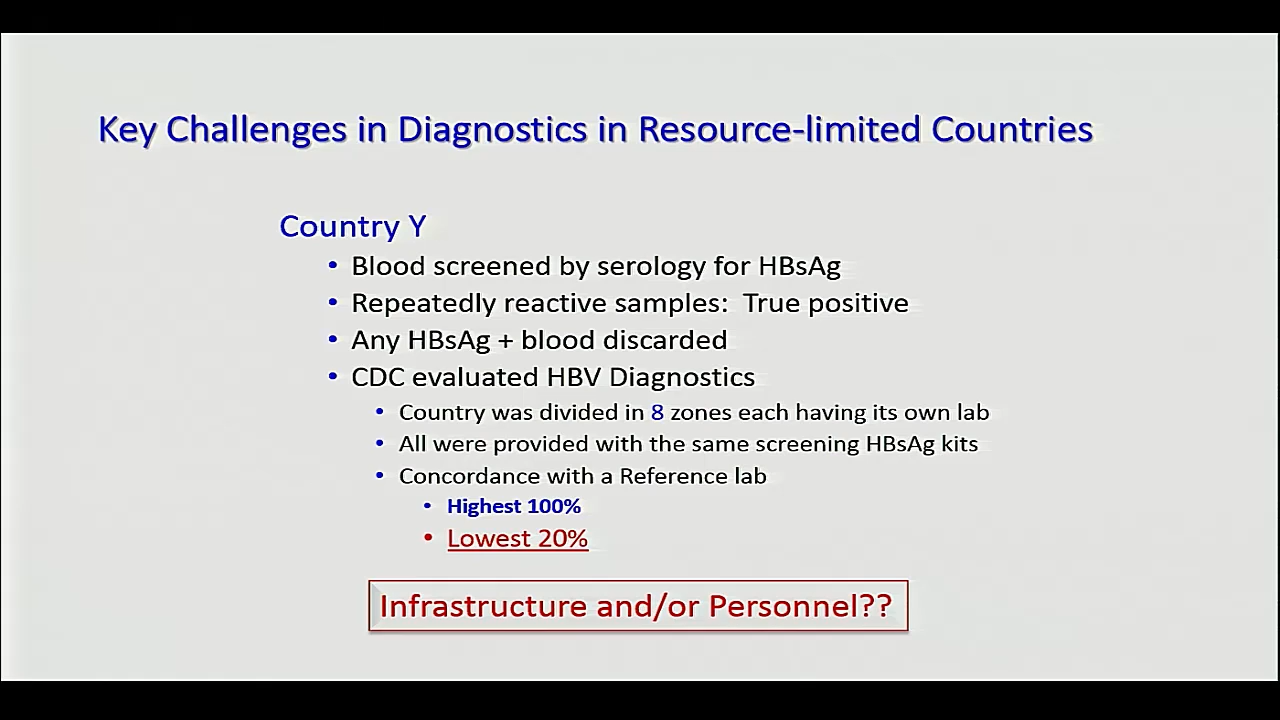 Key Challenges in Diagnostics in Resource-limited Countries
Country Y
• Blood screened by serology for HBsAg
• Repeatedly reactive samples: True positive
• Any HBsAg + blood discarded
• CDC evaluated HBV Diagnostics
• Country was divided in 8 zones each having its own lab
• All were provided with the same screening HBsAg kits
• Concordance with a Reference lab
• Highest 100%
• Lowest 20%
Infrastructure and/or Personnel??